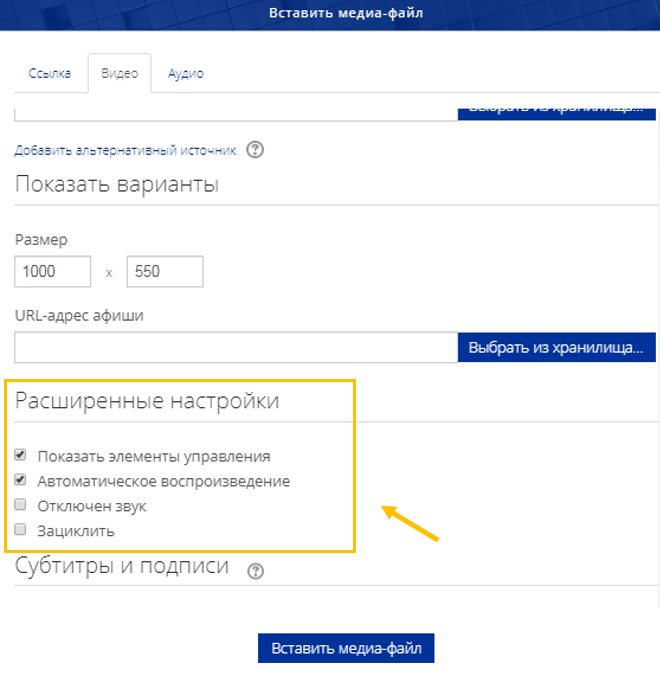 Вставить медиа-файл
Ссылка Видео Аудио
Выбрать из хранилища...
Добавить альтернативный источник ?
Показать варианты
Размер
1000 x 550
URL-адрес афиши
Выбрать из хранилища...
Расширенные настройки
Показать элементы управления
Автоматическое воспроизведение
Отключен звук
Зациклить
Субтитры и подписи ?
Вставить медиа-файл